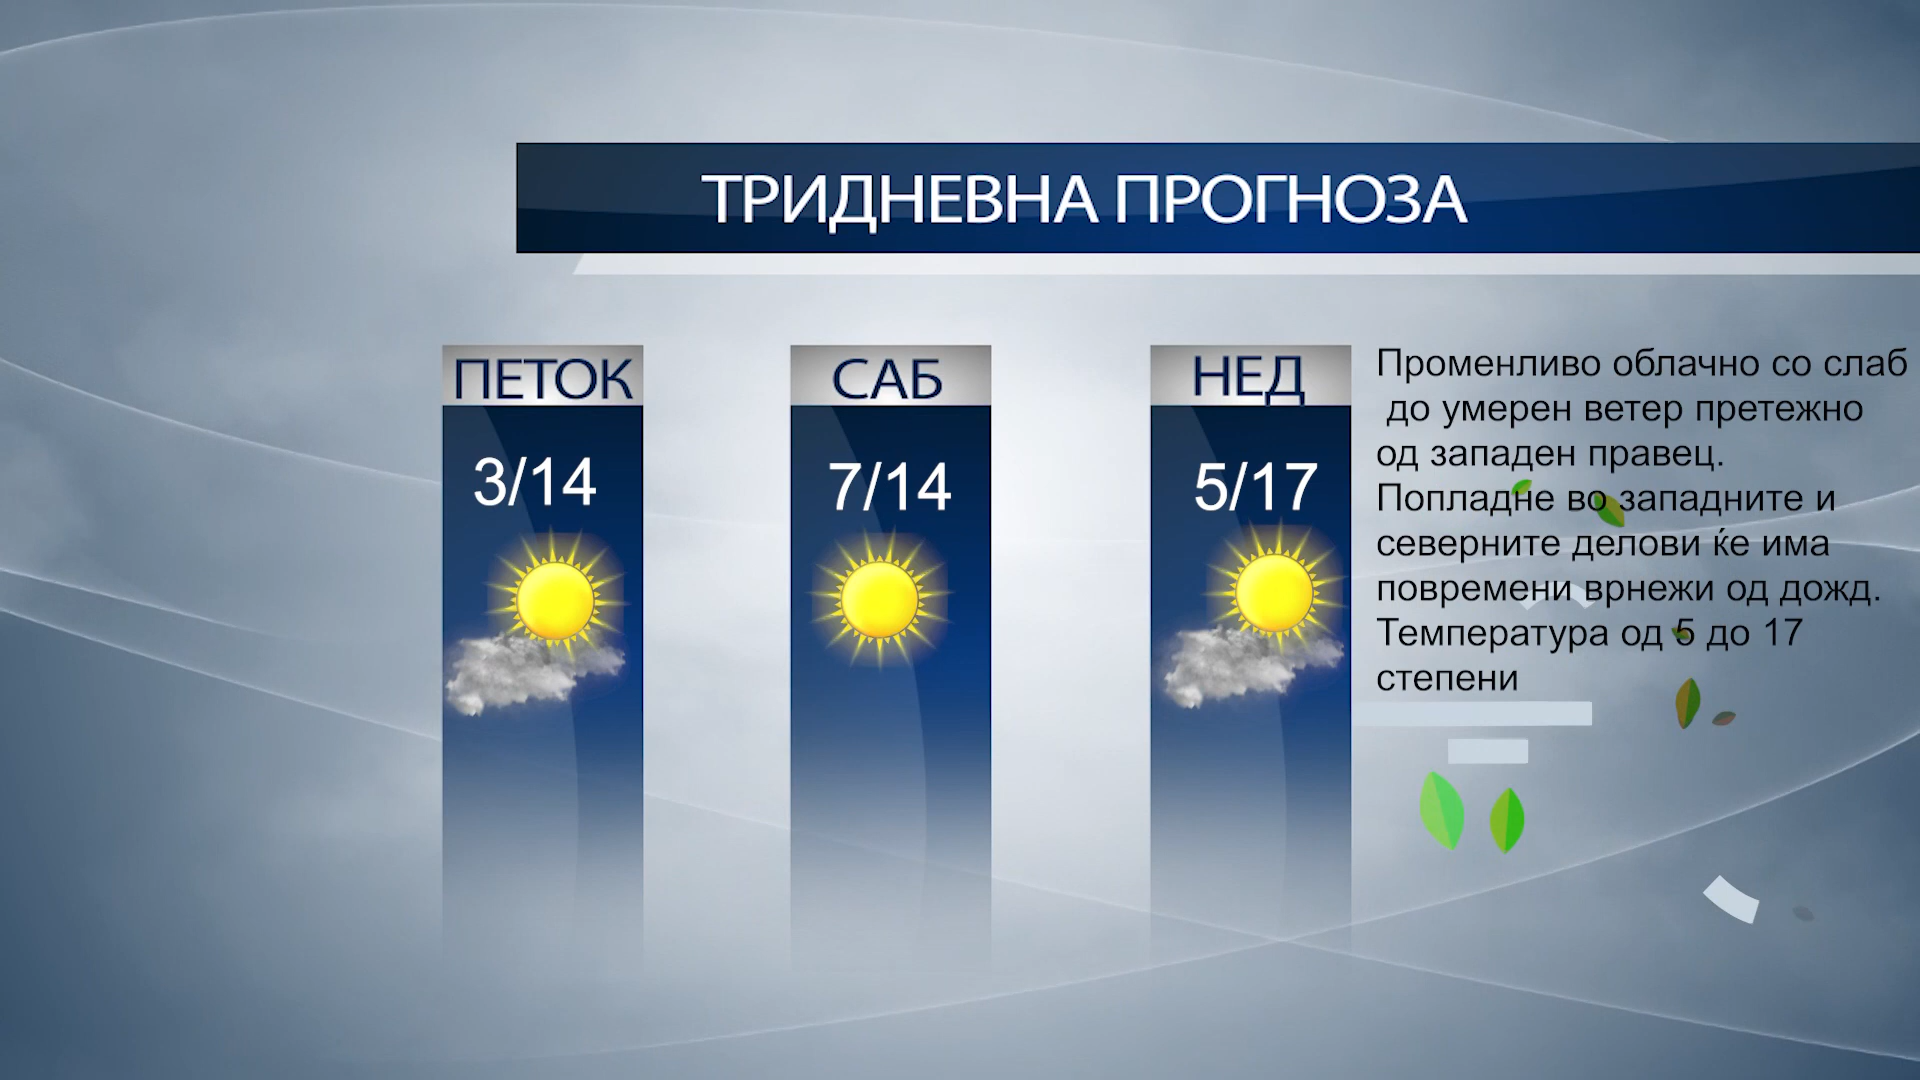 ТРИДНЕВНА ПРОГНОЗА
ПЕТОК
3/14
САБ
7/14
НЕД
5/17
Променливо облачно со слаб
до умерен ветер претежно
од западен правец.
Попладне во западните и
северните делови ќе има
повремени врнежи од дожд.
Температура од 5 до 17
степени